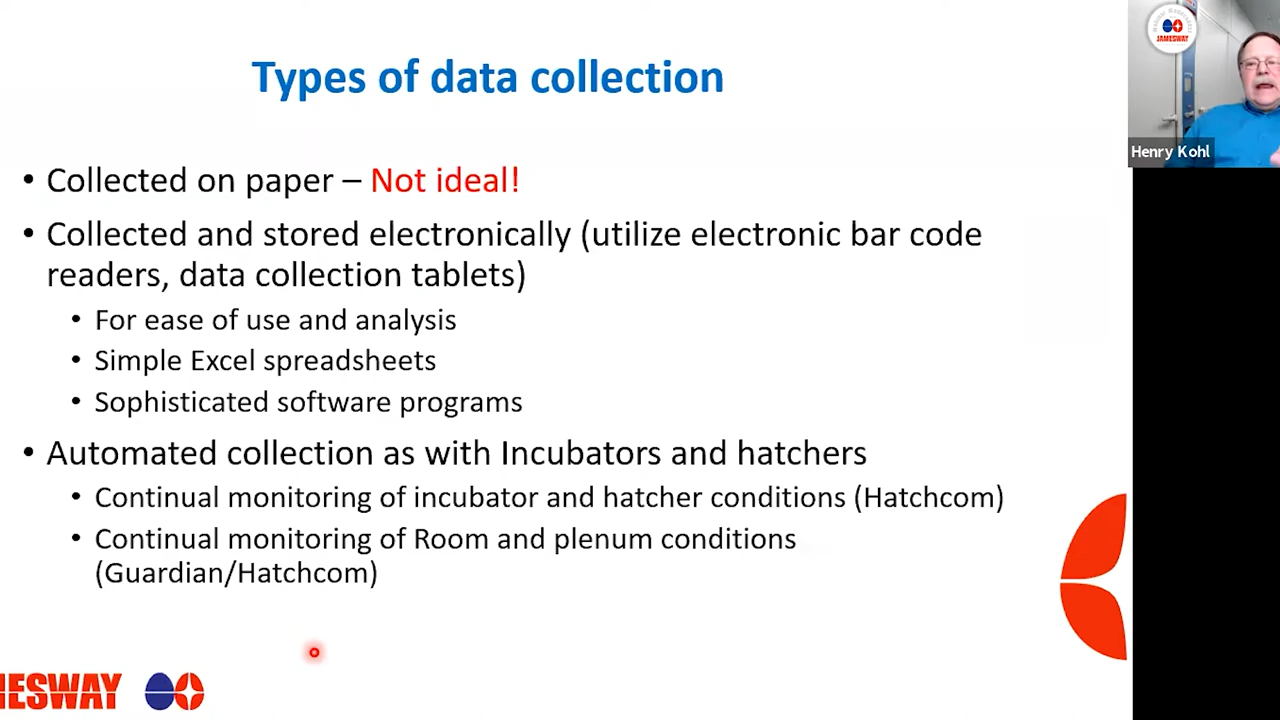 Types of data collection
• Collected on paper – Not ideal!
• Collected and stored electronically (utilize electronic bar code
readers, data collection tablets)
• For ease of use and analysis
• Simple Excel spreadsheets
• Sophisticated software programs
• Automated collection as with Incubators and hatchers
• Continual monitoring of incubator and hatcher conditions (Hatchcom)
• Continual monitoring of Room and plenum conditions
(Guardian/Hatchcom)
JAMESWAY
Henry Kohl
MESWAY